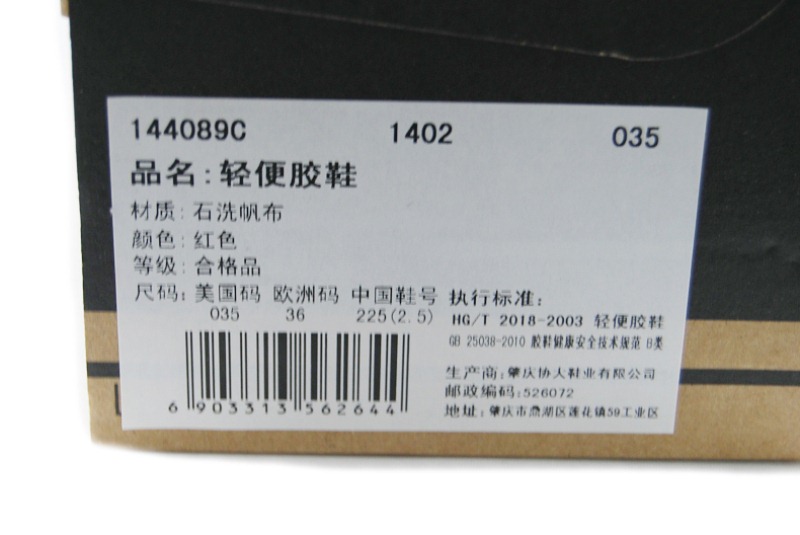 144089C 1402 035
品名:轻便胶鞋
材质:石洗帆布
颜色:红色
等级:合格品
尺码:美国码 欧洲码 中国鞋号
035 36 225(2.5)
执行标准:
HG/T 2018-2003 轻便胶鞋
GB 25038-2010 胶鞋健康安全技术规范 B类
生产商:肇庆协大鞋业有限公司
邮政编码:526072
地址:肇庆市鼎湖区莲花镇59工业区
6 903313 562644